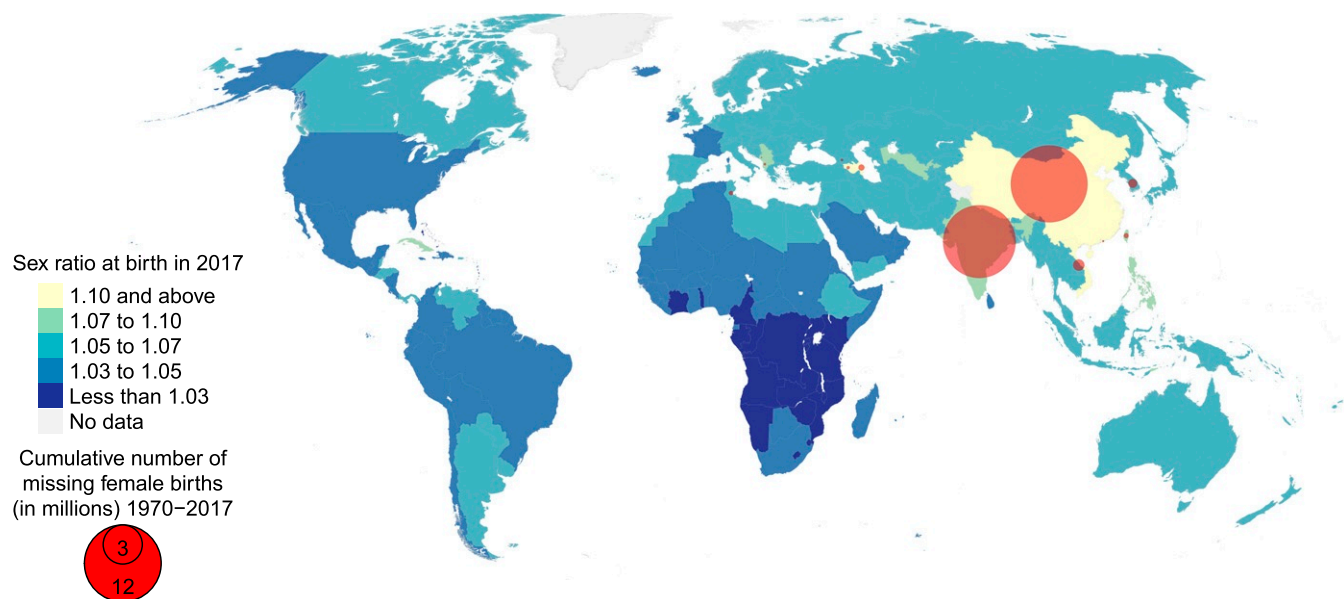 Sex ratio at birth in 2017
1.10 and above
1.07 to 1.10
1.05 to 1.07
1.03 to 1.05
Less than 1.03
No data
Cumulative number of
missing female births
(in millions) 1970−2017
3
12